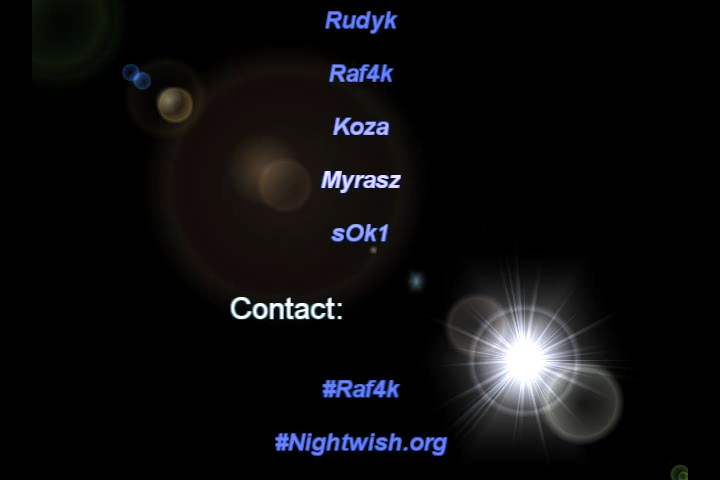 Rudyk
Raf4k
Koza
Myrasz
sOk1
Contact:
#Raf4k
#Nightwish.org